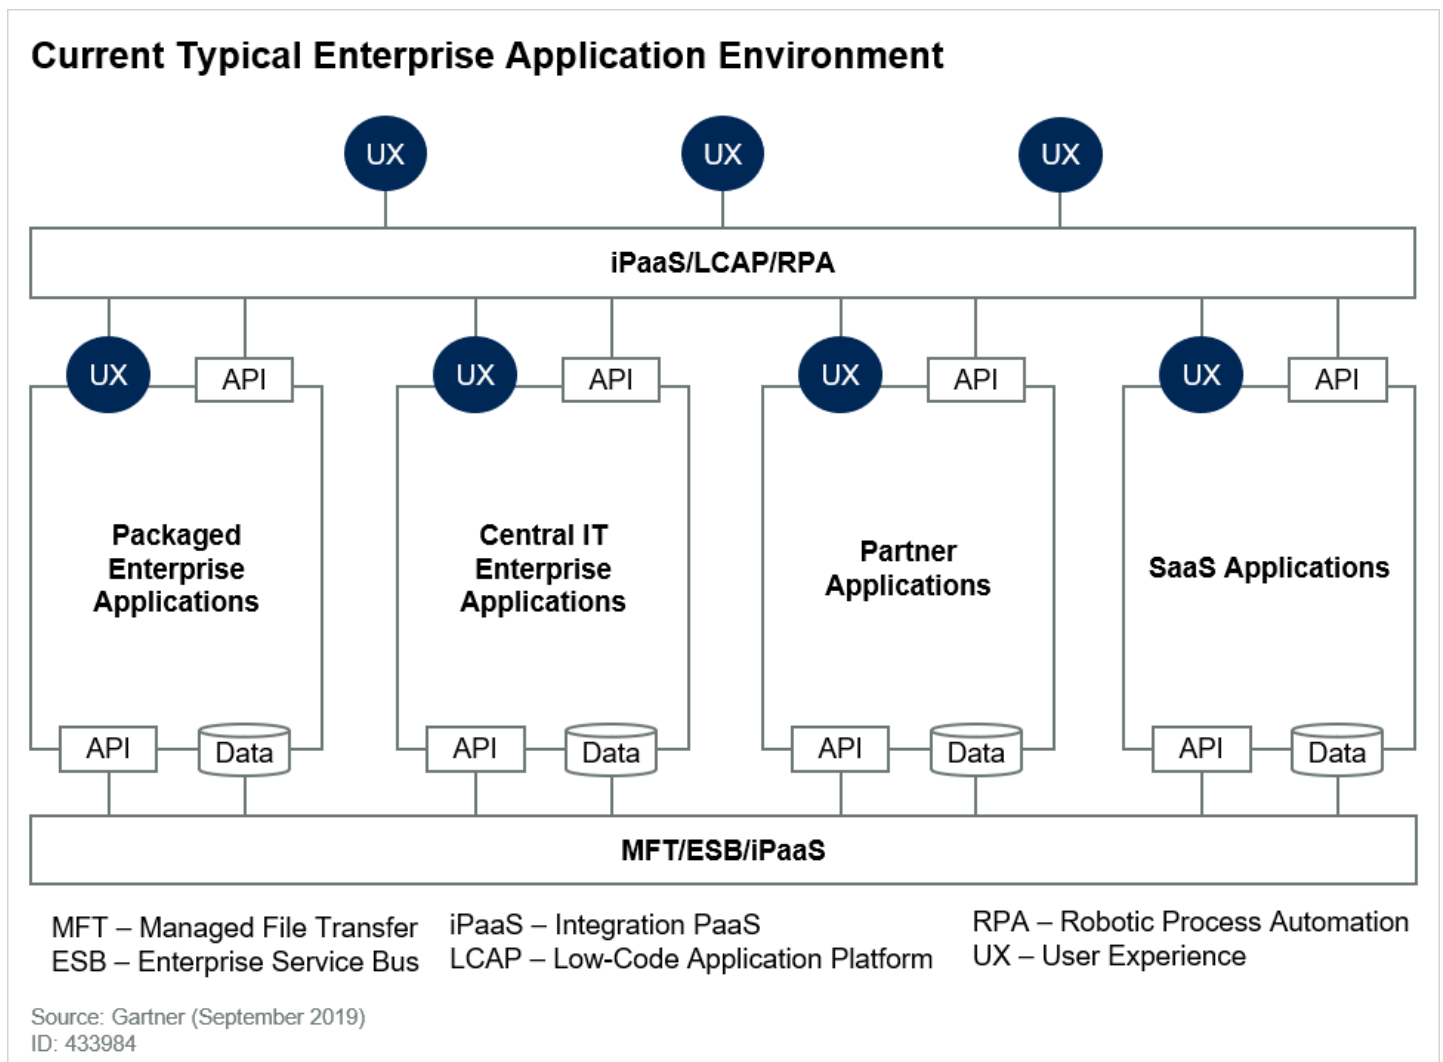 Current Typical Enterprise Application Environment
UX
UX
UX
iPaaS/LCAP/RPA
UX
API
UX
API
UX
API
UX
API
Packaged
Enterprise
Applications
Central IT
Enterprise
Applications
Partner
Applications
SaaS Applications
API
Data
API
Data
API
Data
API
Data
MFT/ESB/iPaaS
MFT – Managed File Transfer
ESB – Enterprise Service Bus
iPaaS – Integration PaaS
LCAP – Low-Code Application Platform
RPA – Robotic Process Automation
UX – User Experience
Source: Gartner (September 2019)
ID: 433984